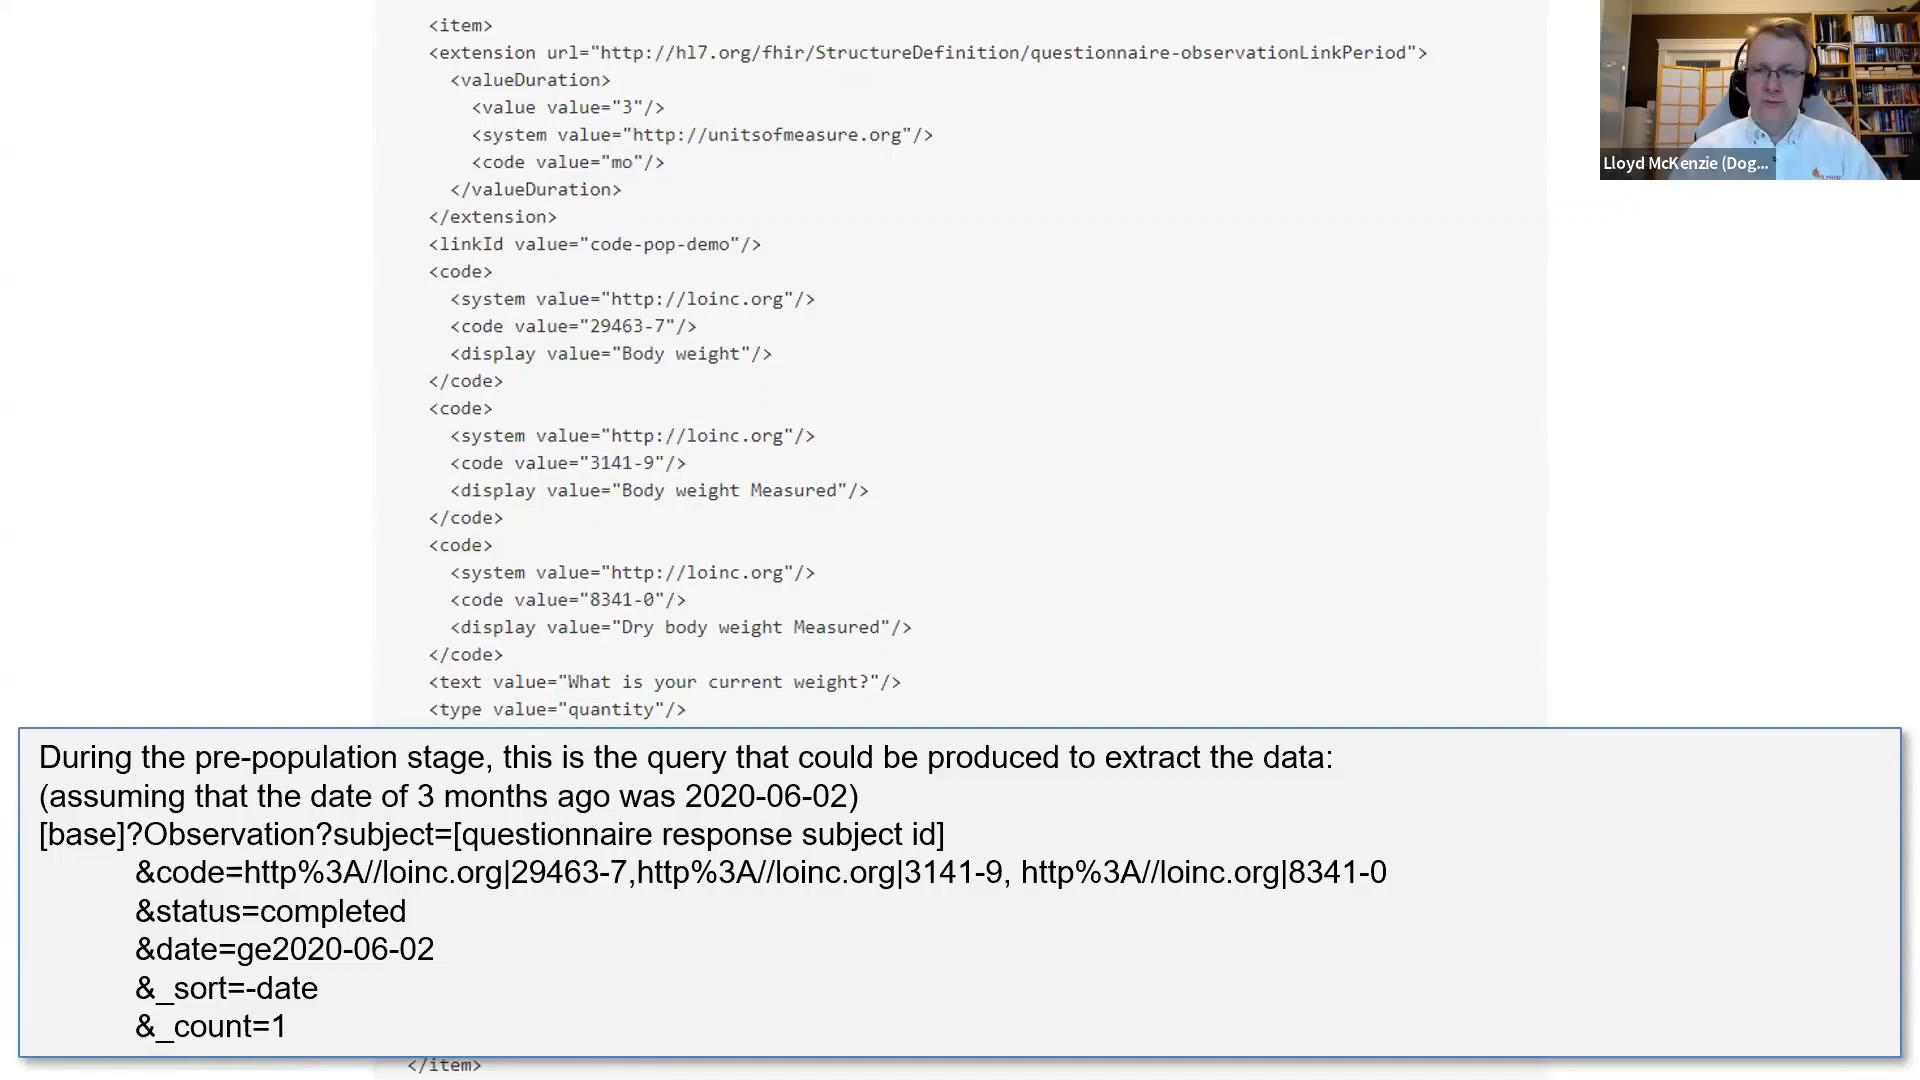 <item>
<extension url="http://hl7.org/fhir/StructureDefinition/questionnaire-observationLinkPeriod">
<valueDuration>
<value value="3"/>
<system value="http://unitsofmeasure.org"/>
<code value="mo"/>
</valueDuration>
</extension>
<linkId value="code-pop-demo"/>
<code>
<system value="http://loinc.org"/>
<code value="29463-7"/>
<display value="Body weight"/>
</code>
<code>
<system value="http://loinc.org"/>
<code value="3141-9"/>
<display value="Body weight Measured"/>
</code>
<code>
<system value="http://loinc.org"/>
<code value="8341-0"/>
<display value="Dry body weight Measured"/>
</code>
<text value="What is your current weight?"/>
<type value="quantity"/>
During the pre-population stage, this is the query that could be produced to extract the data:
(assuming that the date of 3 months ago was 2020-06-02)
[base]?Observation?subject=[questionnaire response subject id]
&code=http%3A//loinc.org|29463-7,http%3A//loinc.org|3141-9, http%3A//loinc.org|8341-0
&status=completed
&date=ge2020-06-02
&_sort=-date
&_count=1
</item>
Lloyd McKenzie (Dog...